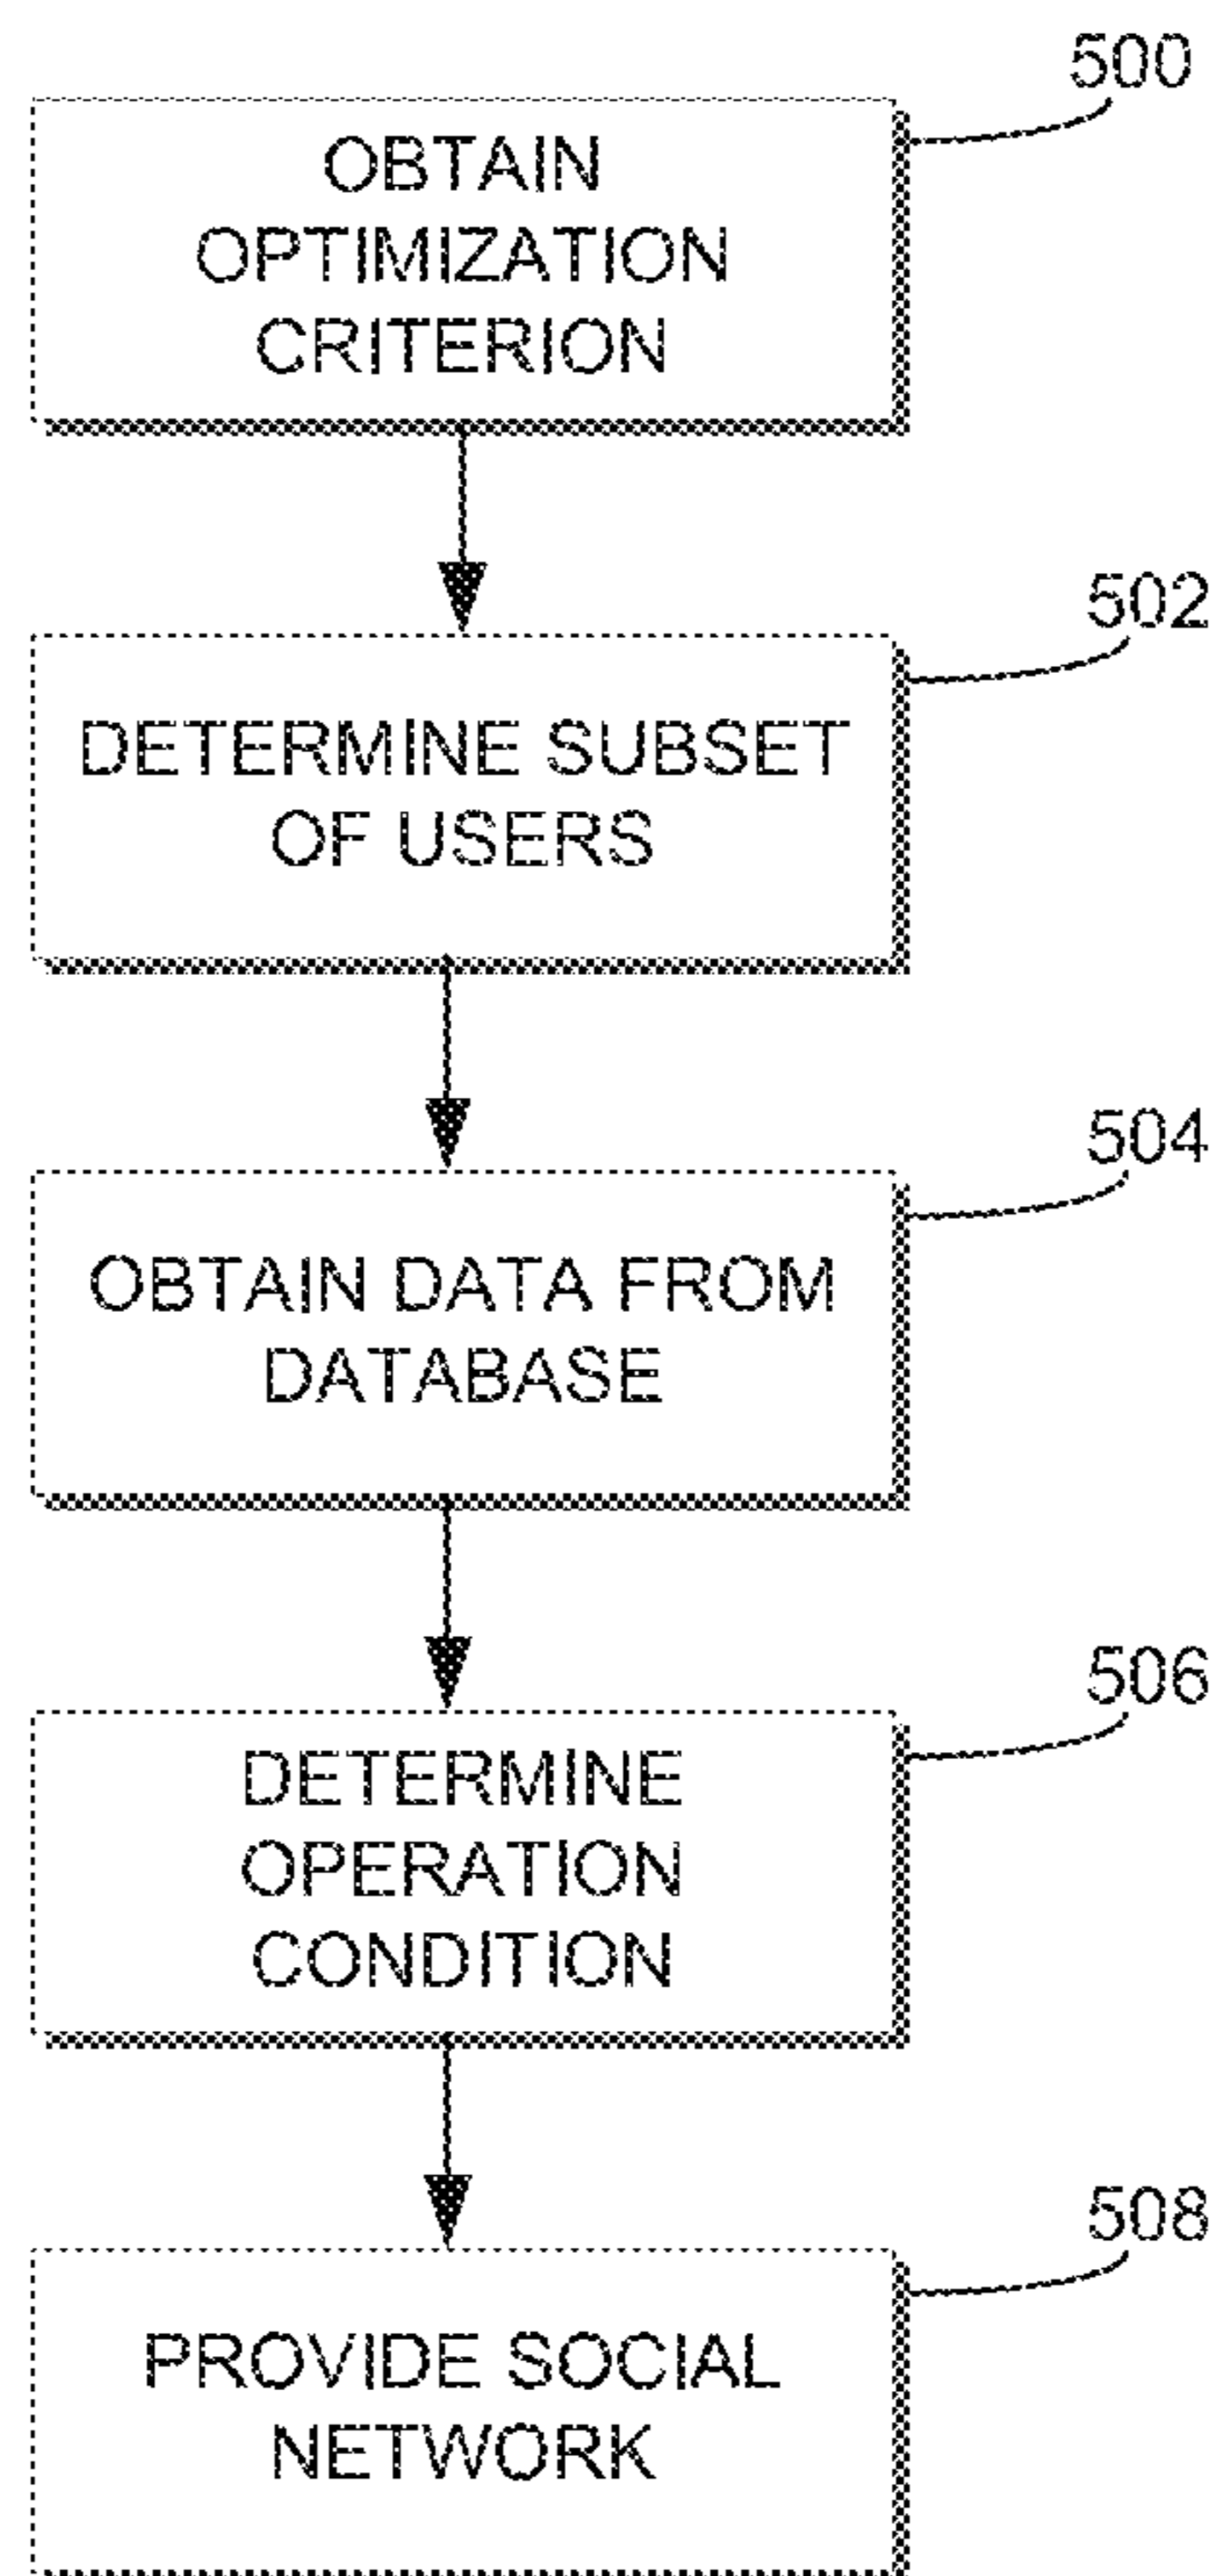 500
OBTAIN
OPTIMIZATION
CRITERION
502
DETERMINE SUBSET
OF USERS
504
OBTAIN DATA FROM
DATABASE
506
DETERMINE
OPERATION
CONDITION
508
PROVIDE SOCIAL
NETWORK